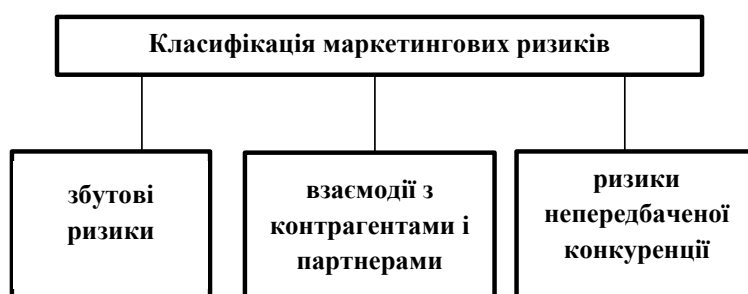 Класифікація маркетингових ризиків
збутові
ризики
взаємодії з
контрагентами і
партнерами
ризики
непередбаченої
конкуренції